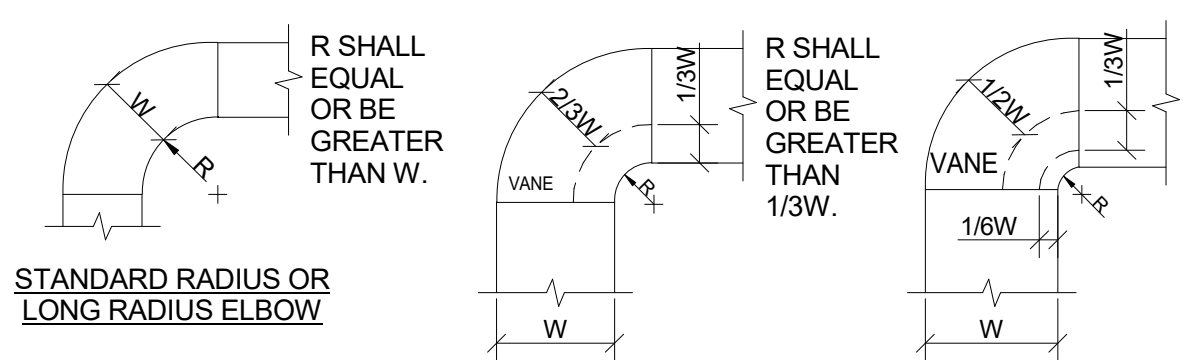 W
R
R SHALL
EQUAL
OR BE
GREATER
THAN W.
STANDARD RADIUS OR
LONG RADIUS ELBOW
2/3W
1/3W
VANE
R
W
R SHALL
EQUAL
OR BE
GREATER
THAN
1/3W.
1/2W
1/3W
VANE
R
1/6W
W